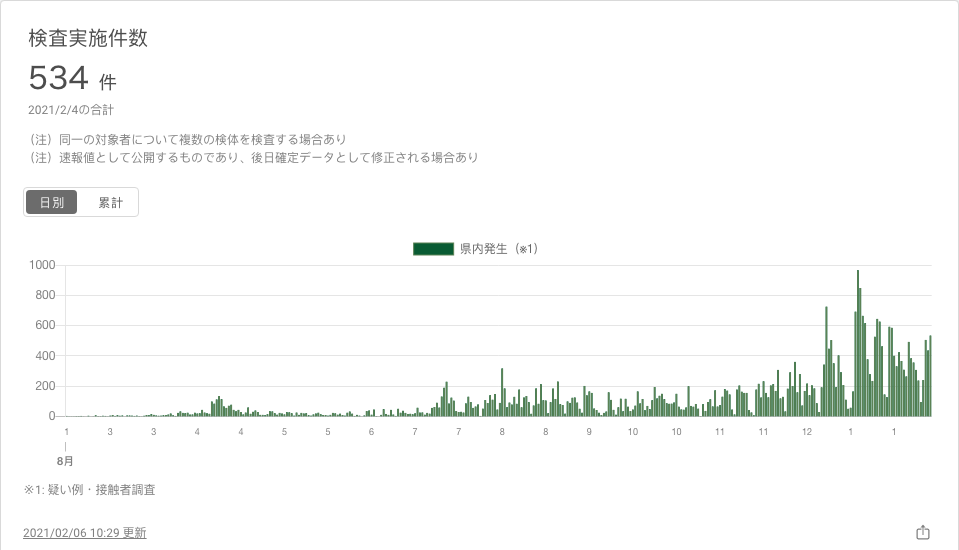 検査実施件数
534 件
2021/2/4の合計
（注）同一の対象者について複数の検体を検査する場合あり
（注）速報値として公開するものであり、後日確定データとして修正される場合あり
日別 累計
県内発生（※1）
1000
800
600
400
200
0
1 3 3 4 4 5 5 6 7 7 8 8 9 10 10 11 11 12 1 1
8月
※1: 疑い例・接触者調査
2021/02/06 10:29 更新